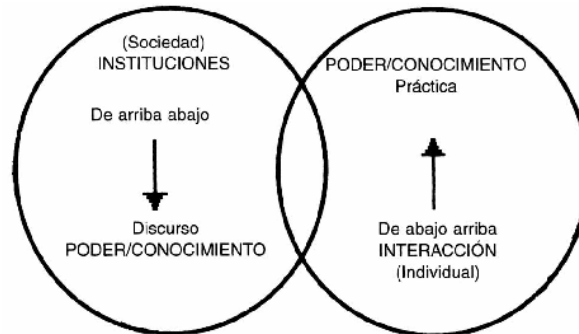 (Sociedad)
INSTITUCIONES
De arriba abajo
Discurso
PODER/CONOCIMIENTO
PODER/CONOCIMIENTO
Práctica
De abajo arriba
INTERACCIÓN
(Individual)